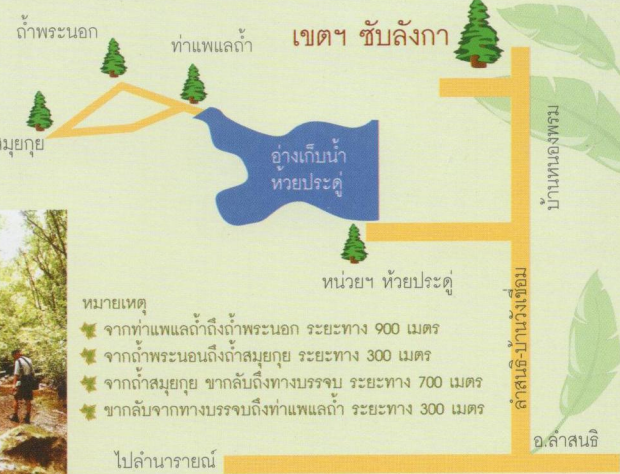 เขตฯ ซับลังกา
ถ้ำพระนอก
ท่าแพแลถ้ำ
สมุยกุย
อ่างเก็บน้ำ
ห้วยประดู่
บ้านหนองพรม
หน่วยฯ ห้วยประดู่
ลำสนธิ-บ้านวังเชื่อม
หมายเหตุ
จากท่าแพแลถ้ำถึงถ้ำพระนอก ระยะทาง 900 เมตร
จากถ้ำพระนอนถึงถ้ำสมุยกุย ระยะทาง 300 เมตร
จากถ้ำสมุยกุย ขากลับถึงทางบรรจบ ระยะทาง 700 เมตร
ขากลับจากทางบรรจบถึงท่าแพแลถ้ำ ระยะทาง 300 เมตร
อ.ลำสนธิ
ไปลำนารายณ์